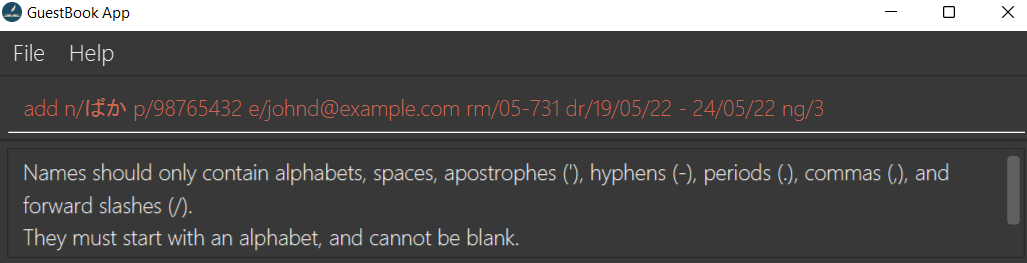 GuestBook App
File Help
add n/ばか p/98765432 e/johnd@example.com rm/05-731 dr/19/05/22 - 24/05/22 ng/3
Names should only contain alphabets, spaces, apostrophes ('), hyphens (-), periods (.), commas (,), and
forward slashes (/).
They must start with an alphabet, and cannot be blank.